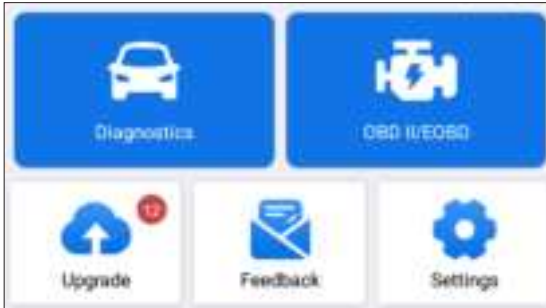 Diagnostics
OBD II/EOBD
12
Upgrade
Feedback
Settings